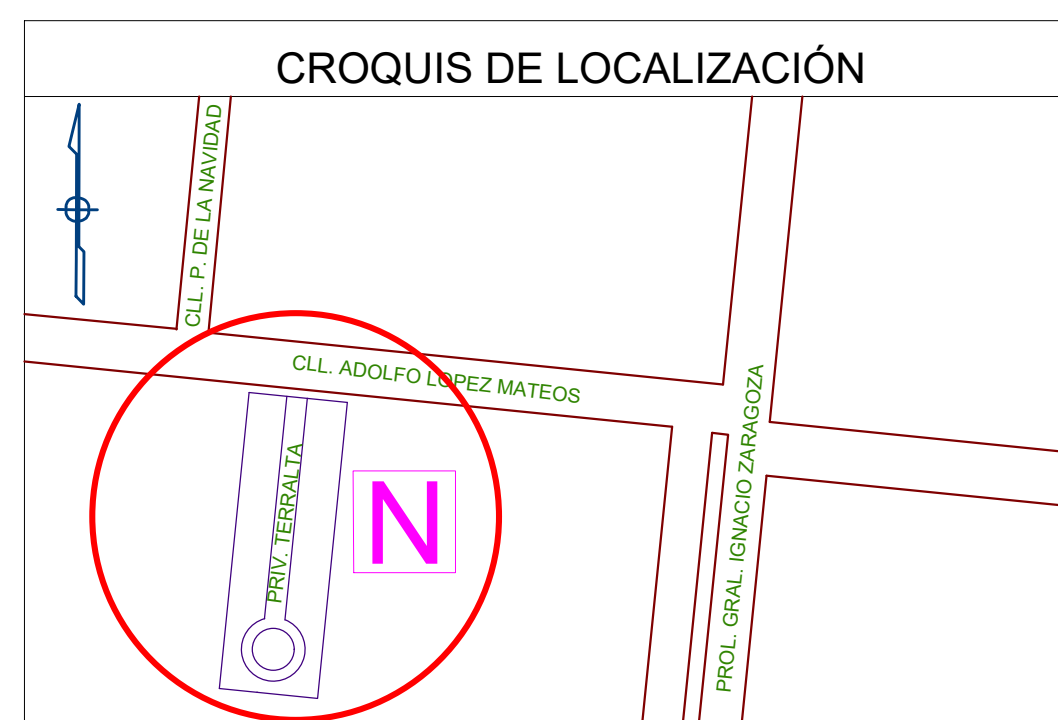 CROQUIS DE LOCALIZACIÓN
CLL. P. DE LA NAVIDAD
CLL. ADOLFO LOPEZ MATEOS
PRIV. TERRALTA
N
PROL. GRAL. IGNACIO ZARAGOZA